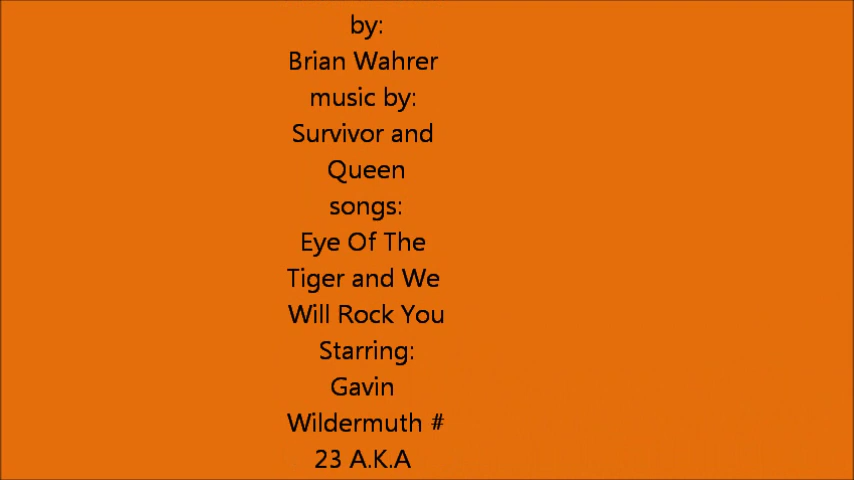 by:
Brian Wahrer
music by:
Survivor and
Queen
songs:
Eye Of The
Tiger and We
Will Rock You
Starring:
Gavin
Wildermuth #
23 A.K.A